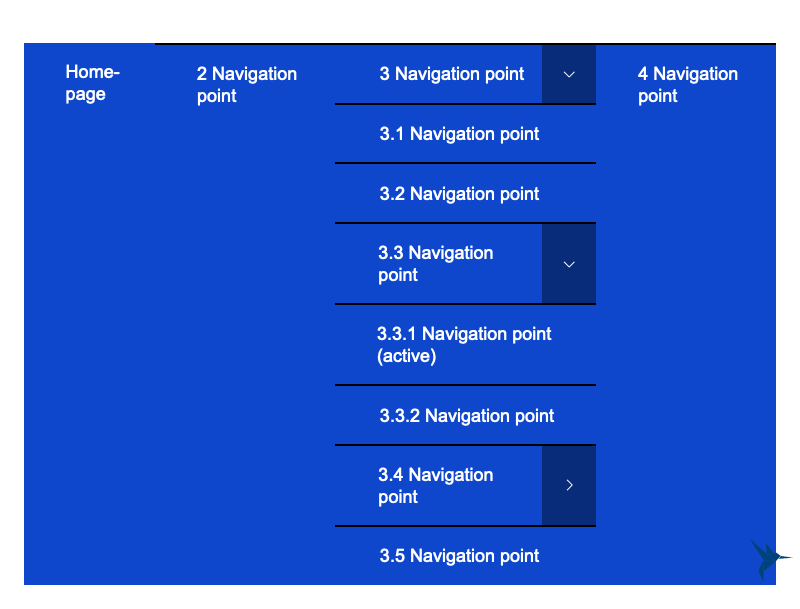 Home-
page
2 Navigation
point
3 Navigation point
3.1 Navigation point
3.2 Navigation point
3.3 Navigation
point
3.3.1 Navigation point
(active)
3.3.2 Navigation point
3.4 Navigation
point
3.5 Navigation point
4 Navigation
point